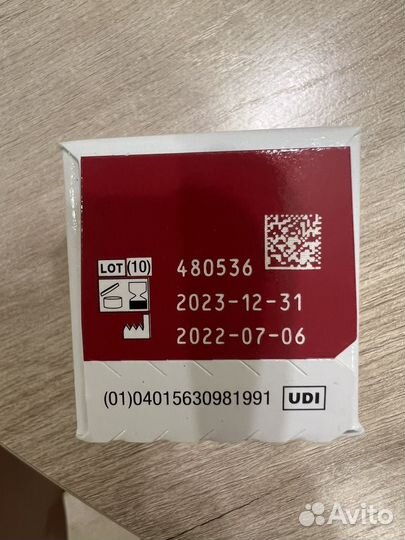 LOT (10) 480536
2023-12-31
2022-07-06
(01)04015630981991 UDI
Avito